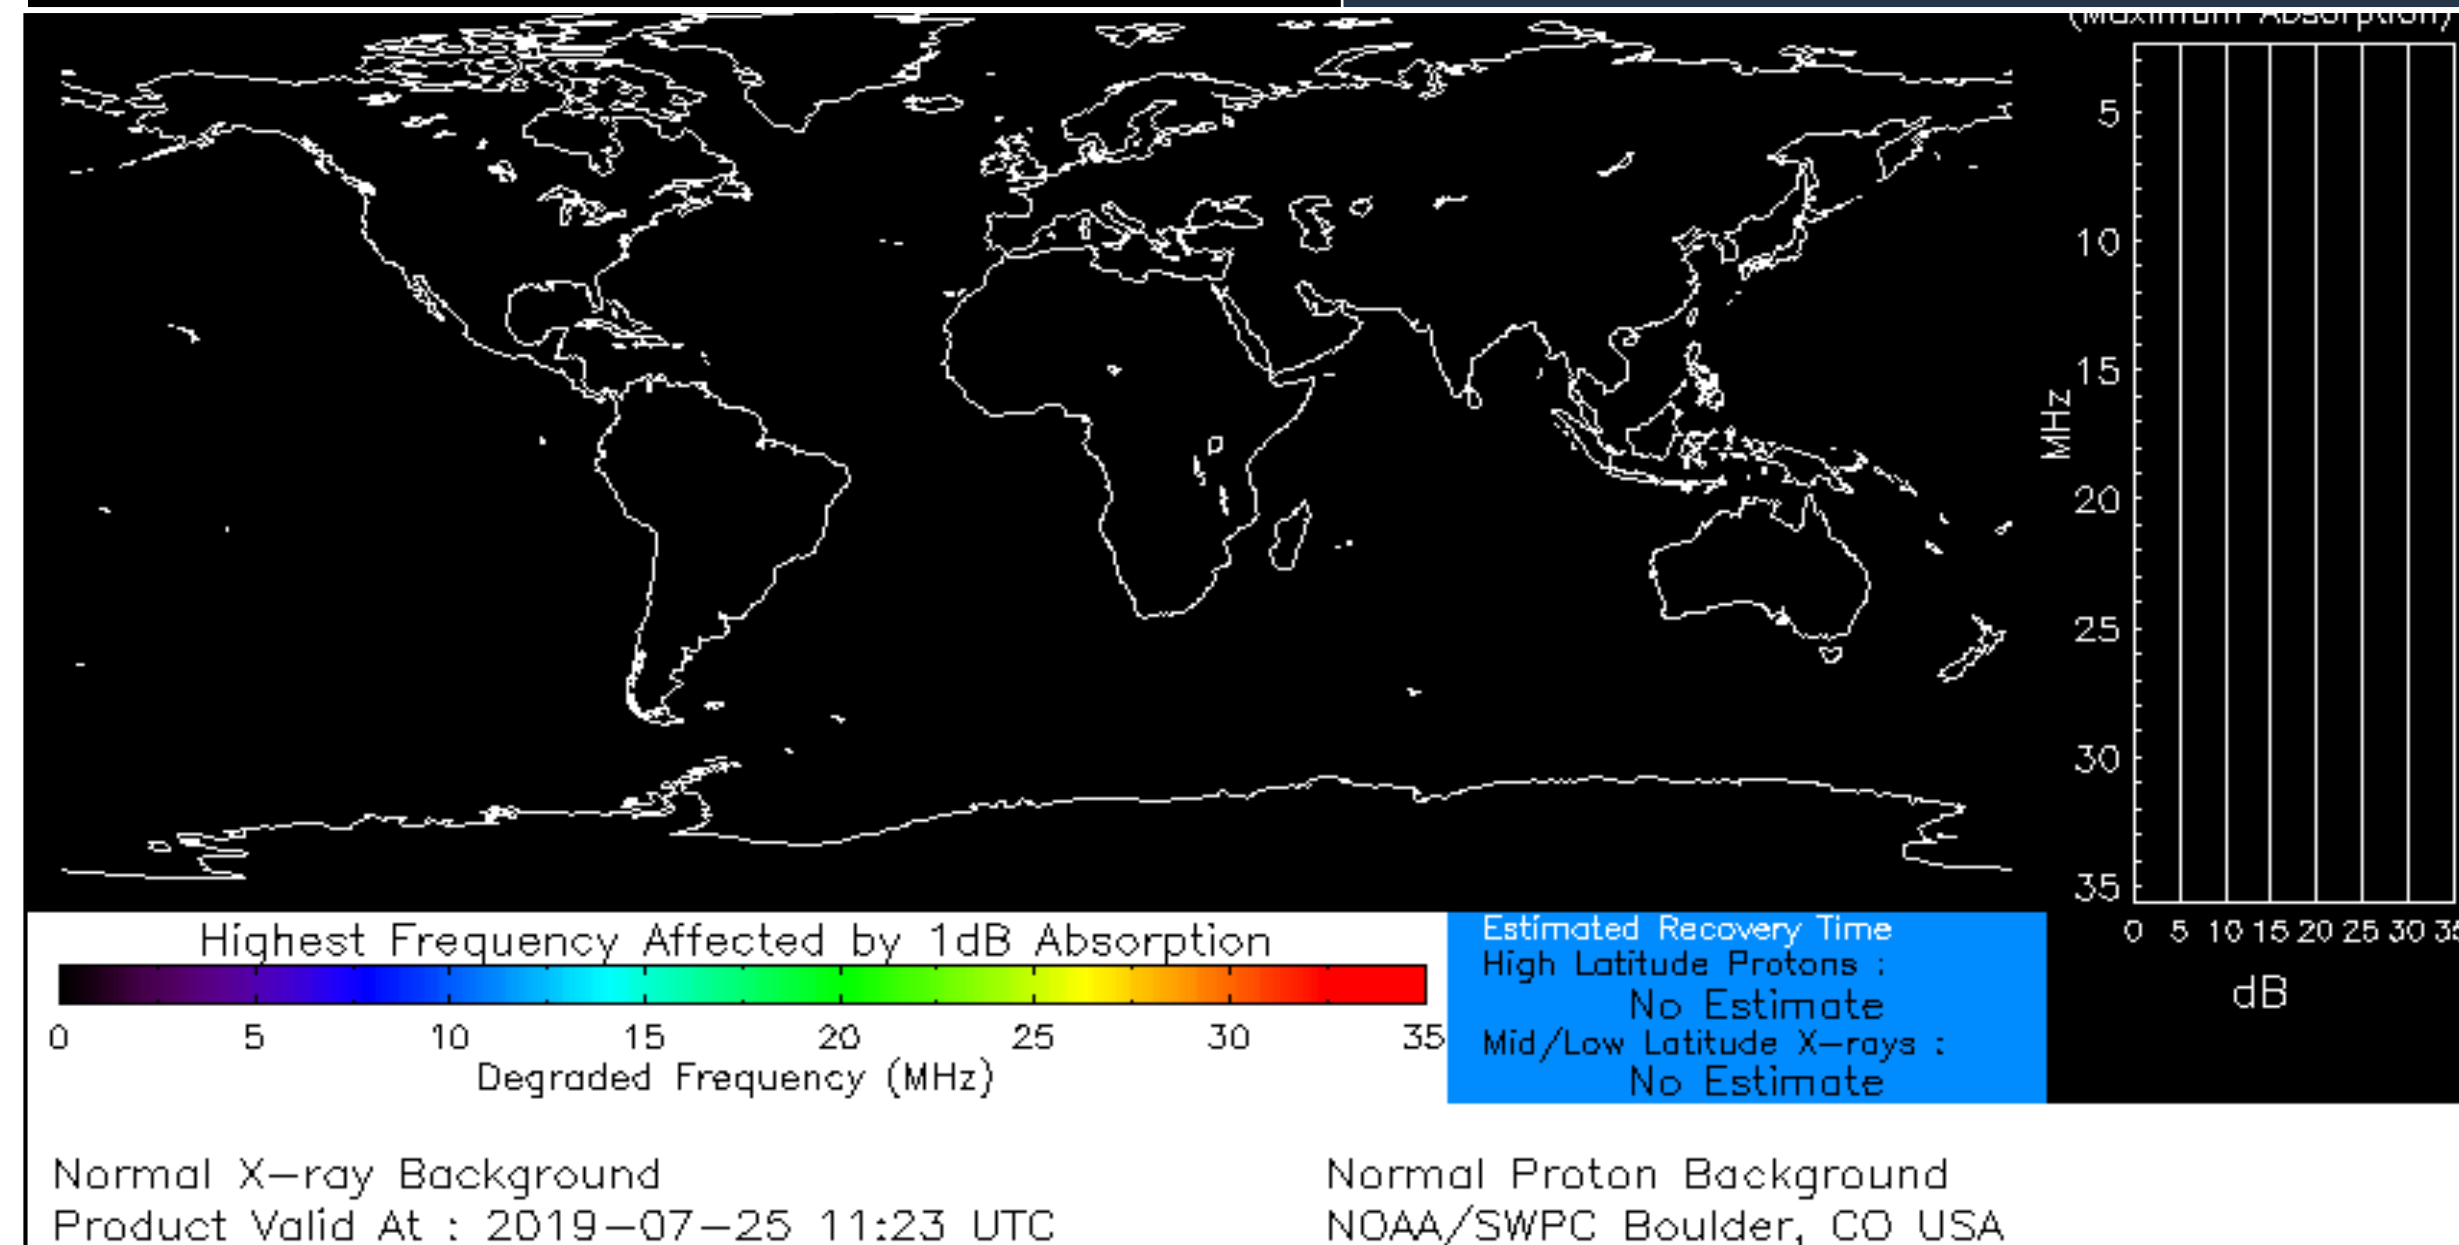 (Maximum Absorption)
5
10
15
MHz
20
25
30
35
0 5 10 15 20 25 30 35
dB
Highest Frequency Affected by 1dB Absorption
0 5 10 15 20 25 30 35
Degraded Frequency (MHz)
Estimated Recovery Time
High Latitude Protons :
No Estimate
Mid/Low Latitude X-rays :
No Estimate
Normal X-ray Background
Normal Proton Background
Product Valid At : 2019-07-25 11:23 UTC
NOAA/SWPC Boulder, CO USA